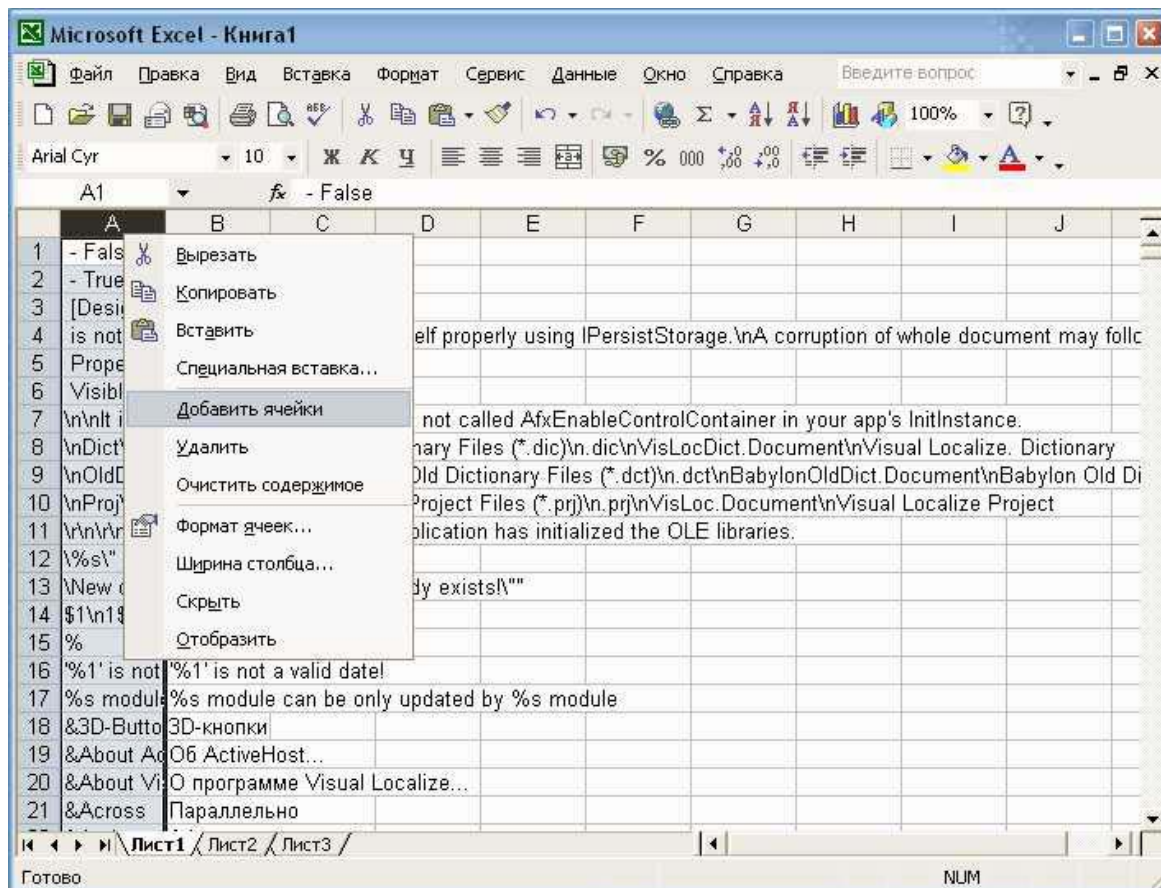 Microsoft Excel - Книга1
Файл Правка Вид Вставка Формат Сервис Данные Окно Справка Введите вопрос
100%
Arial Cyr 10 Ж К Ч % 000
A1 fx - False
A B C D E F G H I J
1 - Fals
2 - True
3 [Desi
4 is not elf properly using IPersistStorage.\nA corruption of whole document may follc
5 Prope
6 Visibl
7 \n\nIt i not called AfxEnableControlContainer in your app's InitInstance.
8 \nDict\ nary Files (*.dic)\n.dic\nVisLocDict.Document\nVisual Localize. Dictionary
9 \nOldD Old Dictionary Files (*.dct)\n.dct\nBabylonOldDict.Document\nBabylon Old Di
10 \nProj\ Project Files (*.prj)\n.prj\nVisLoc.Document\nVisual Localize Project
11 \r\n\r\n plication has initialized the OLE libraries.
12 \%s\"
13 \New dy exists!\""
14 $1\n1$
15 %
16 '%1' is not '%1' is not a valid date!
17 %s modul %s module can be only updated by %s module
18 &3D-Butto 3D-кнопки
19 &About Ac Об ActiveHost...
20 &About Vi О программе Visual Localize...
21 &Across Параллельно
Вырезать
Копировать
Вставить
Специальная вставка...
Добавить ячейки
Удалить
Очистить содержимое
Формат ячеек...
Ширина столбца...
Скрыть
Отобразить
Лист1 Лист2 Лист3
Готово NUM